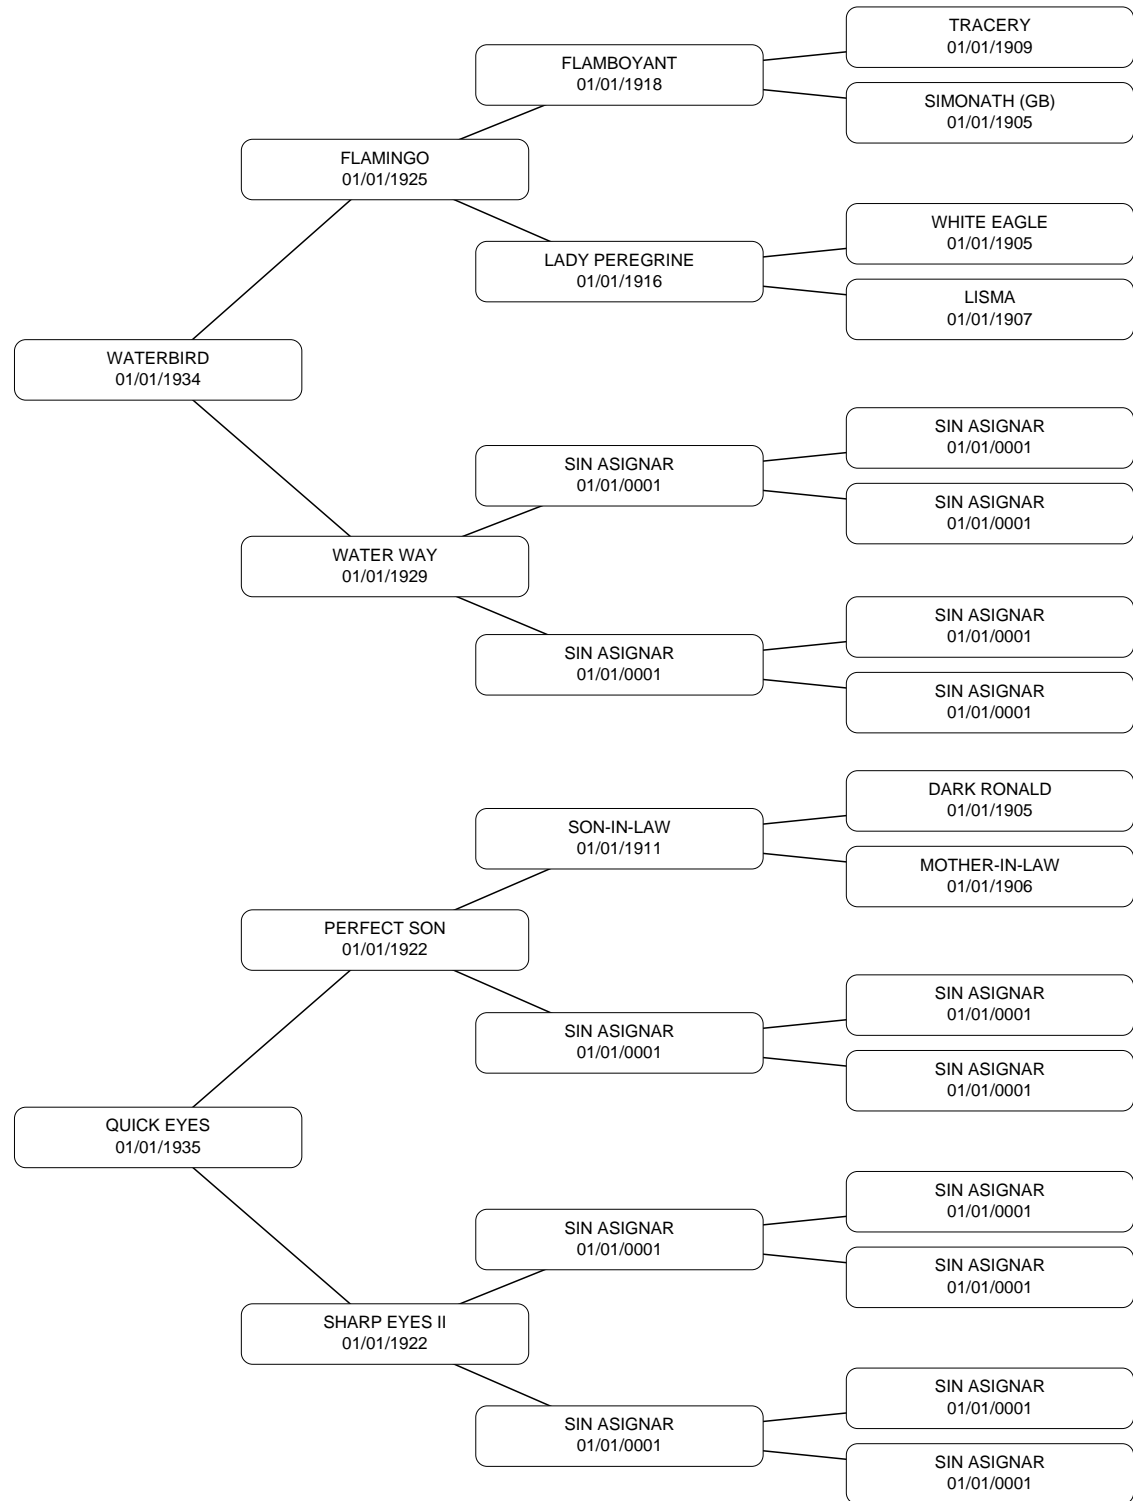 TRACERY
01/01/1909
FLAMBOYANT
01/01/1918
SIMONATH (GB)
01/01/1905
FLAMINGO
01/01/1925
WHITE EAGLE
01/01/1905
LADY PEREGRINE
01/01/1916
LISMA
01/01/1907
WATERBIRD
01/01/1934
SIN ASIGNAR
01/01/0001
SIN ASIGNAR
01/01/0001
SIN ASIGNAR
01/01/0001
WATER WAY
01/01/1929
SIN ASIGNAR
01/01/0001
SIN ASIGNAR
01/01/0001
SIN ASIGNAR
01/01/0001
DARK RONALD
01/01/1905
SON-IN-LAW
01/01/1911
MOTHER-IN-LAW
01/01/1906
PERFECT SON
01/01/1922
SIN ASIGNAR
01/01/0001
SIN ASIGNAR
01/01/0001
SIN ASIGNAR
01/01/0001
QUICK EYES
01/01/1935
SIN ASIGNAR
01/01/0001
SIN ASIGNAR
01/01/0001
SIN ASIGNAR
01/01/0001
SHARP EYES II
01/01/1922
SIN ASIGNAR
01/01/0001
SIN ASIGNAR
01/01/0001
SIN ASIGNAR
01/01/0001